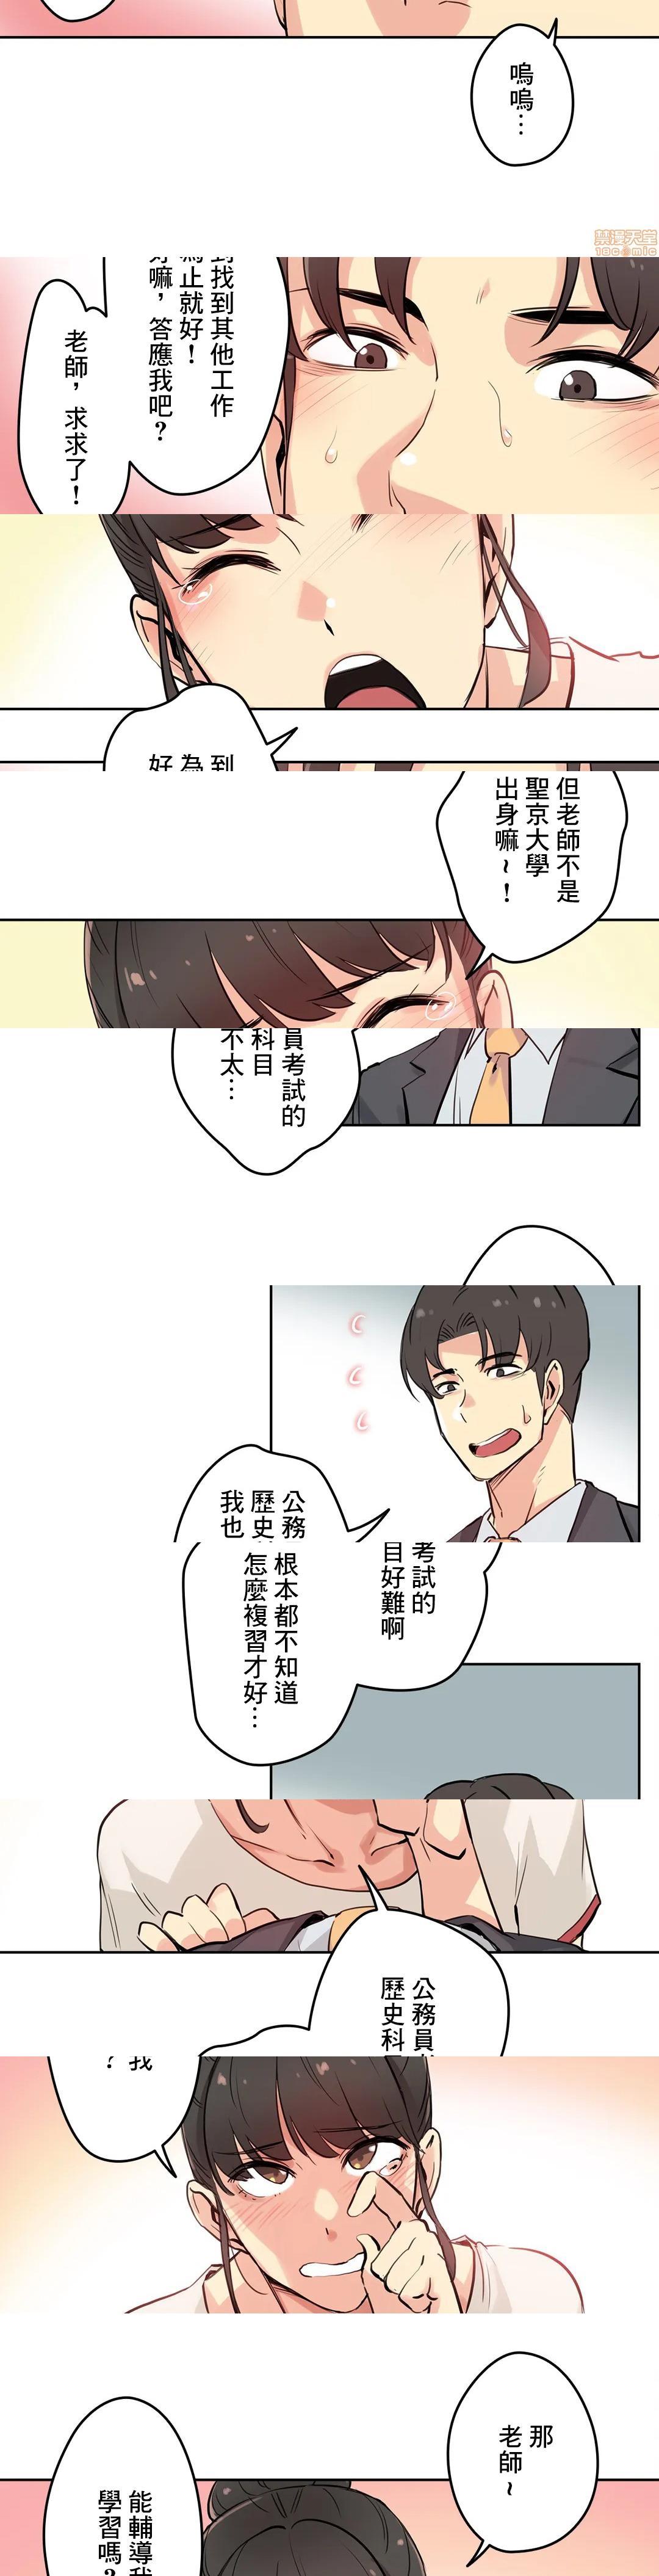 嗚
嗚…
禁漫天堂
18comic
到找到其他工作
為止就好！
好嘛，答應我吧？
老師，求求了！
到
為
好
但老師不是
聖京大學
出身嘛~！
員考試的
科目
不太…
公務
歷史
我也
考試的
目好難啊
根本都不知道
怎麼複習才好…
公務員
歷史科
我
？
那
老師~
能輔導我
學習嗎？